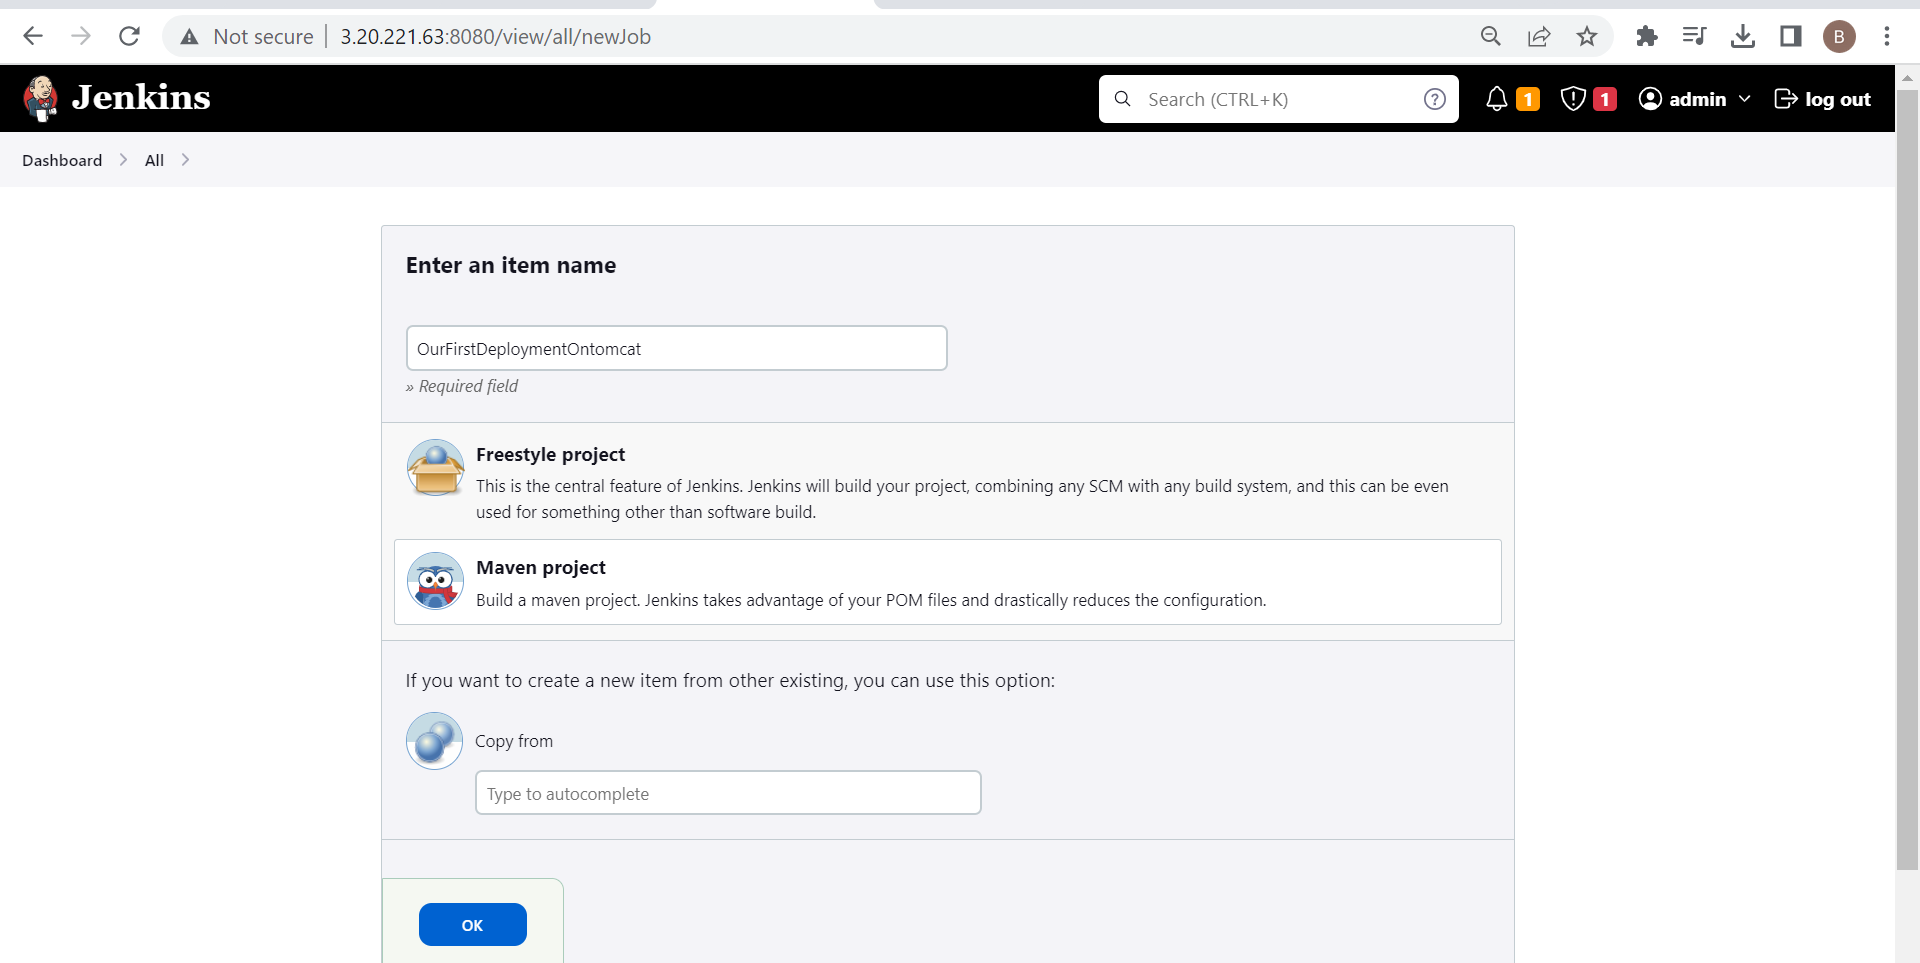 Not secure 3.20.221.63:8080/view/all/newJob B
Jenkins Search (CTRL+K) ? 1 1 admin log out
Dashboard All
Enter an item name
OurFirstDeploymentOntomcat
» Required field
Freestyle project
This is the central feature of Jenkins. Jenkins will build your project, combining any SCM with any build system, and this can be even
used for something other than software build.
Maven project
Build a maven project. Jenkins takes advantage of your POM files and drastically reduces the configuration.
If you want to create a new item from other existing, you can use this option:
Copy from
Type to autocomplete
OK